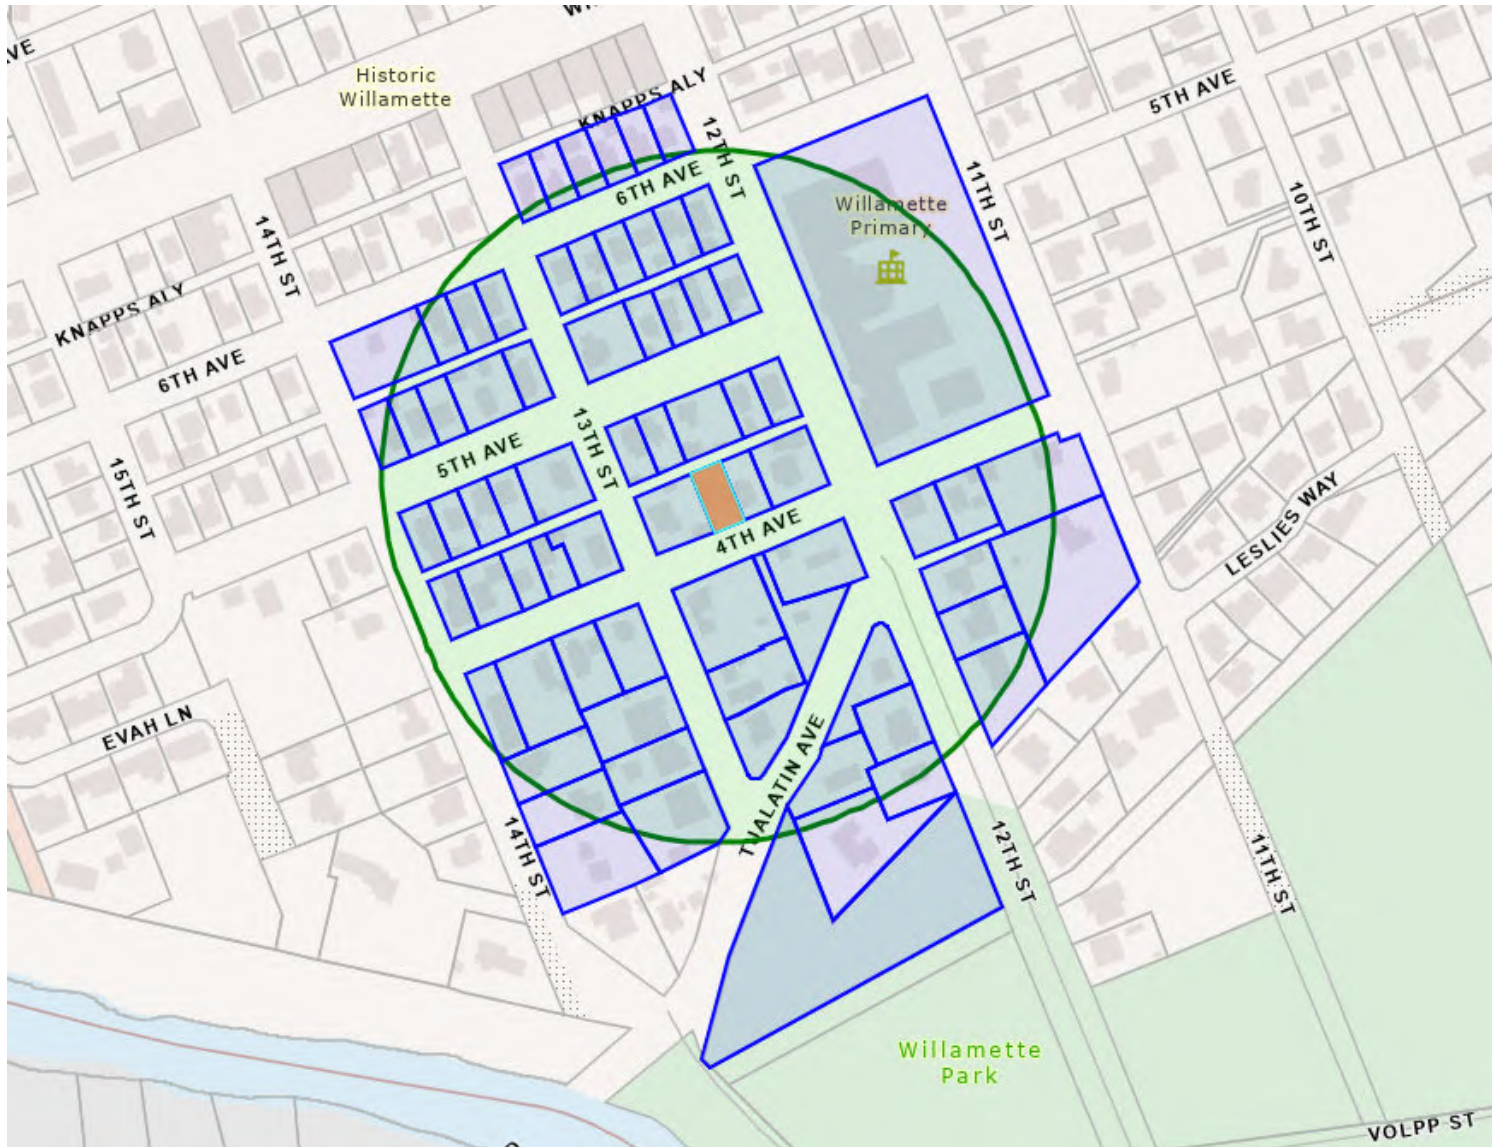 AVE
Historic
Willamette
KNAPPS ALY
5TH AVE
12TH ST
6TH AVE
11TH ST
Willamette
Primary
10TH ST
14TH ST
KNAPPS ALY
6TH AVE
13TH ST
5TH AVE
15TH ST
4TH AVE
LESLIES WAY
EVAH LN
TUALATIN AVE
14TH ST
12TH ST
11TH ST
Willamette
Park
VOLPP ST